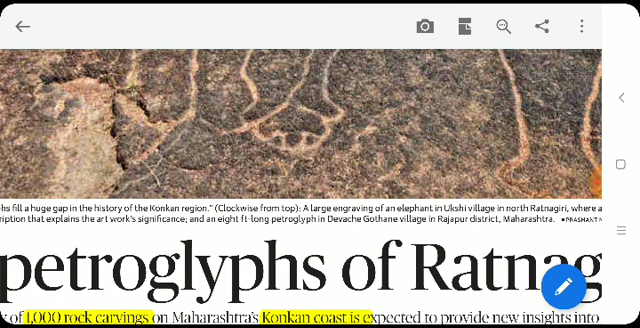 hs fill a huge gap in the history of the Konkan region." (Clockwise from top): A large engraving of an elephant in Ukshi village in north Ratnagiri, where a
ription that explains the art work's significance; and an eight ft-long petroglyph in Devache Gothane village in Rajapur district, Maharashtra. ■ PRASHANT N
petroglyphs of Ratnag
of 1,000 rock carvings on Maharashtra's Konkan coast is expected to provide new insights into